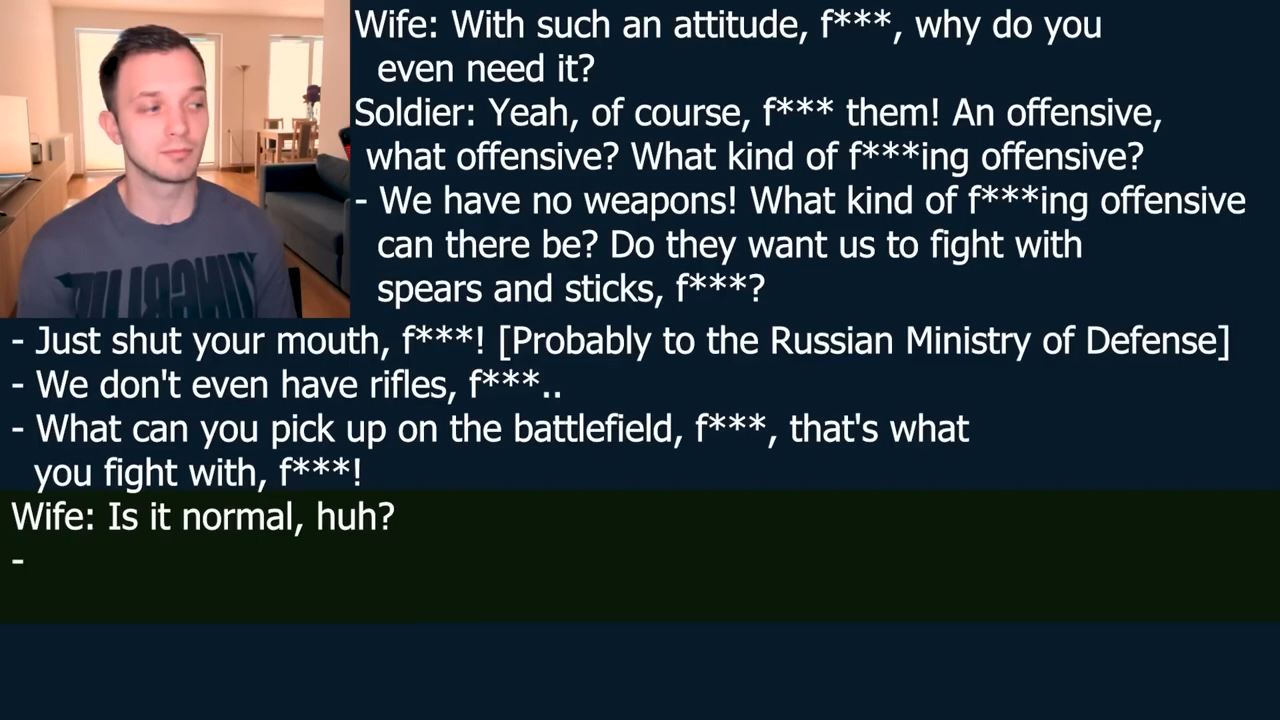 Wife: With such an attitude, f***, why do you
even need it?
Soldier: Yeah, of course, f*** them! An offensive,
what offensive? What kind of f***ing offensive?
- We have no weapons! What kind of f***ing offensive
can there be? Do they want us to fight with
spears and sticks, f***?
- Just shut your mouth, f***! [Probably to the Russian Ministry of Defense]
- We don't even have rifles, f***..
- What can you pick up on the battlefield, f***, that's what
you fight with, f***!
Wife: Is it normal, huh?
-